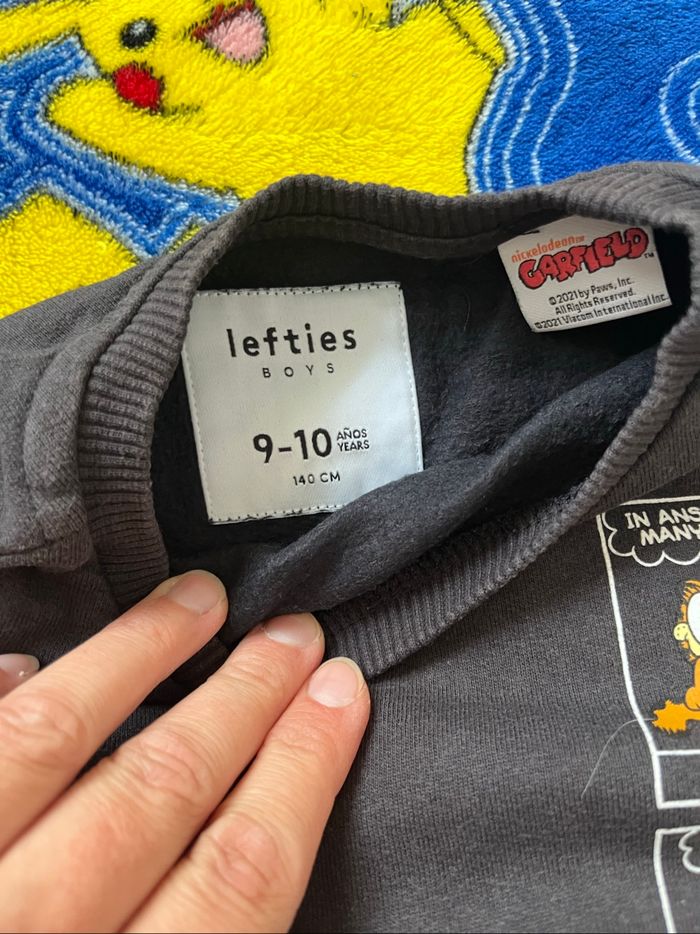 lefties
BOYS
9-10 AÑOS
YEARS
140 CM
nickelodeon
GARFIELD™
©2021 by Paws, Inc.
All Rights Reserved.
©2021 Viacom International Inc.
IN ANS
MANY